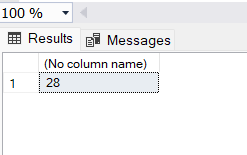 100 %
Results Messages
(No column name)
1 28